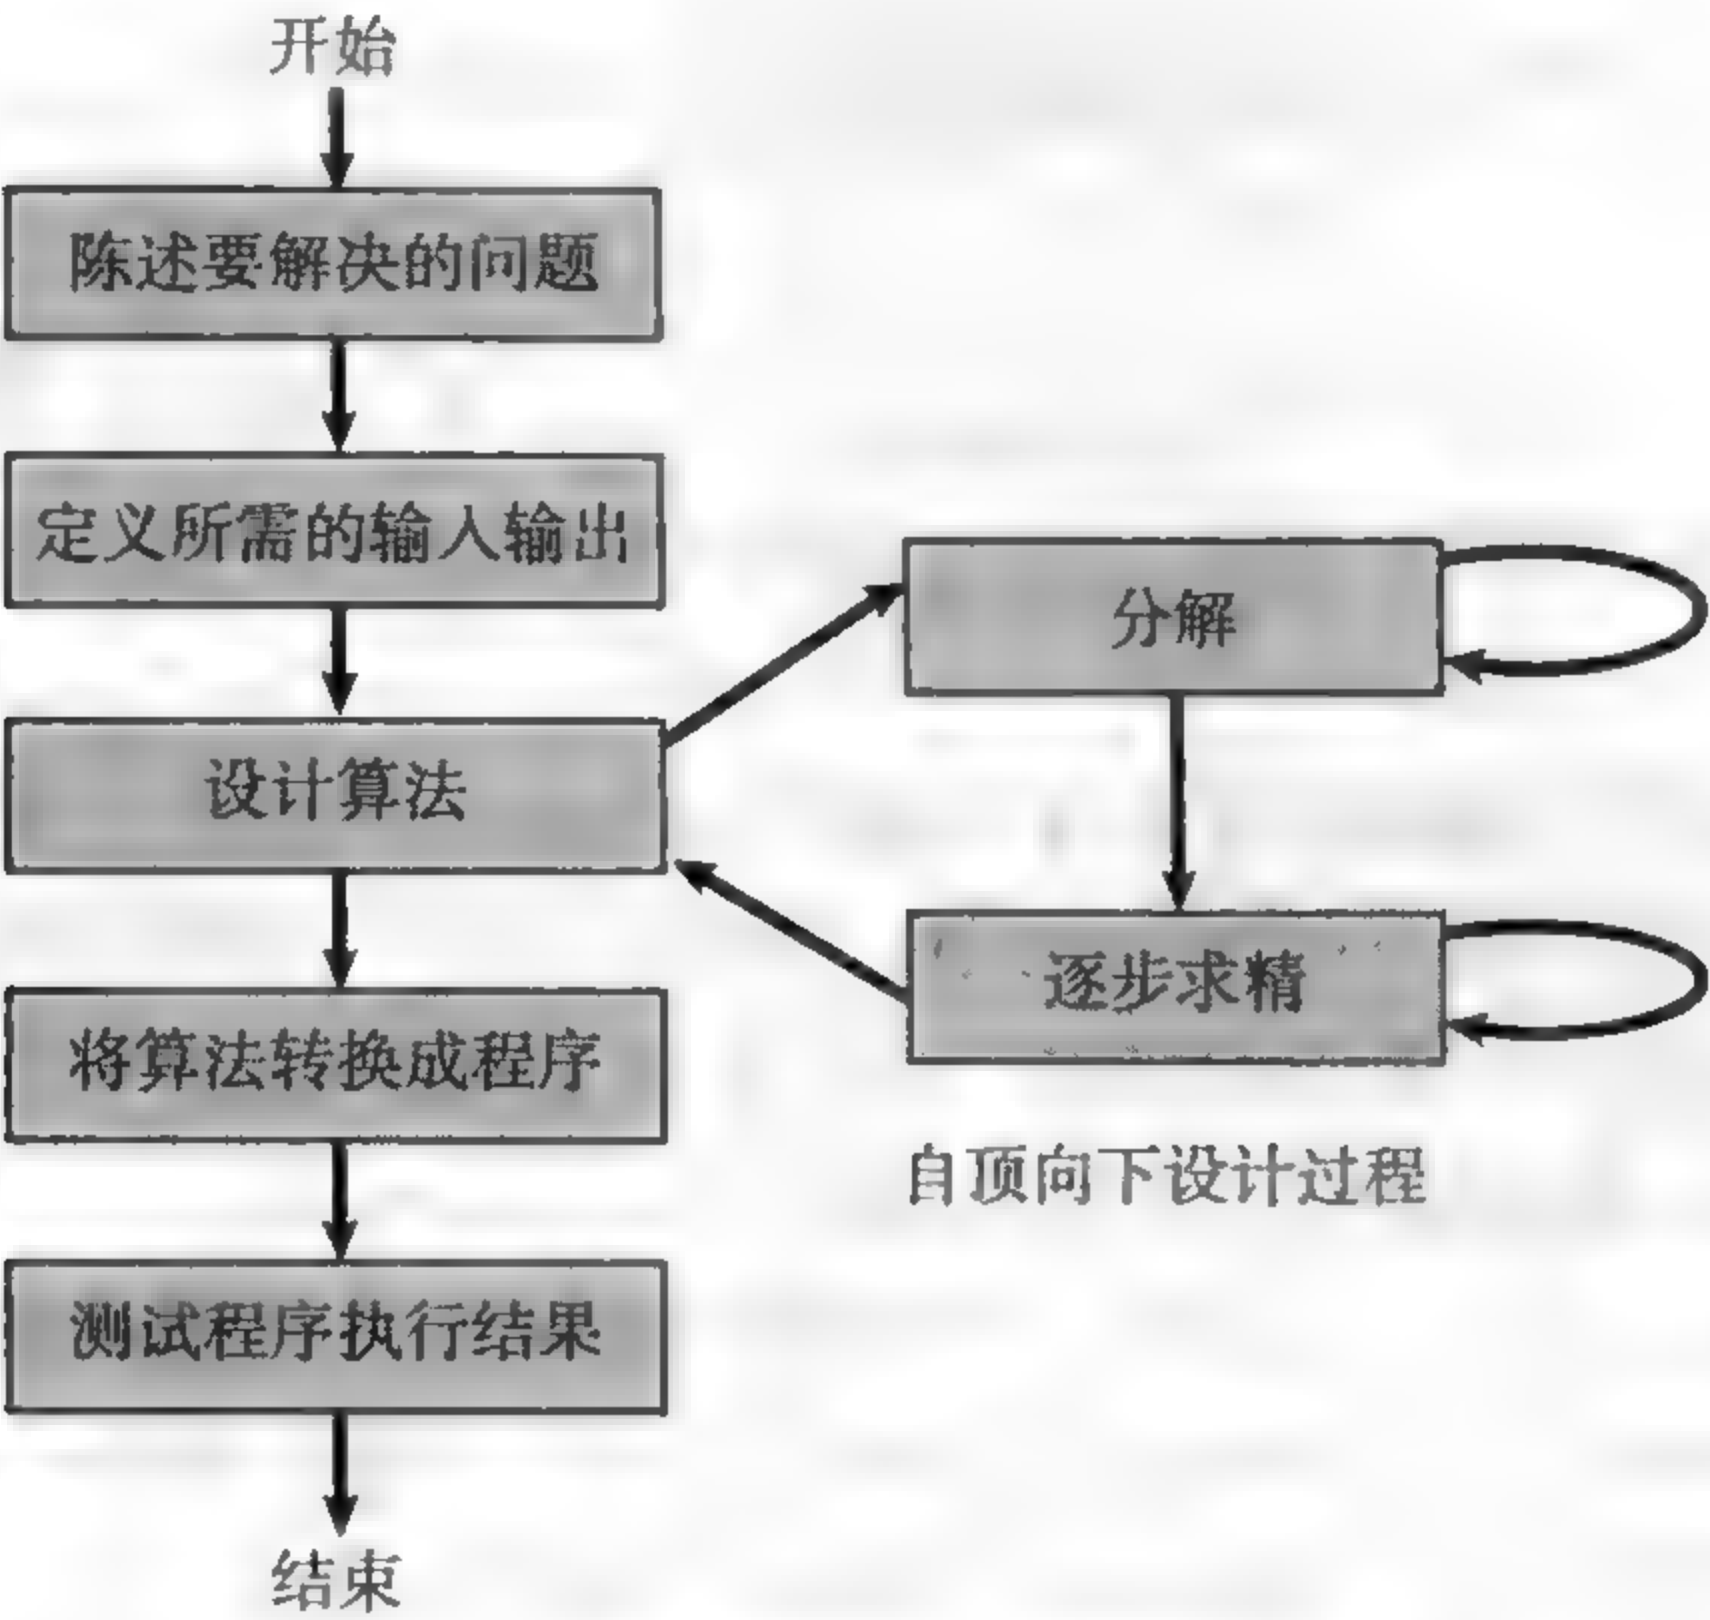 开始
陈述要解决的问题
定义所需的输入输出
分解
设计算法
逐步求精
将算法转换成程序
自顶向下设计过程
测试程序执行结果
结束